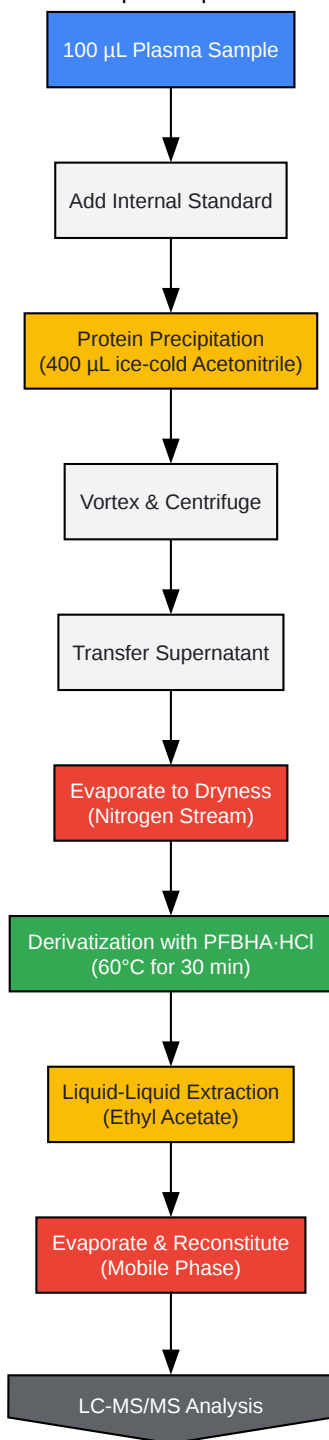 100 µL Plasma Sample
Add Internal Standard
Protein Precipitation
(400 µL ice-cold Acetonitrile)
Vortex & Centrifuge
Transfer Supernatant
Evaporate to Dryness
(Nitrogen Stream)
Derivatization with PFBHA·HCl
(60°C for 30 min)
Liquid-Liquid Extraction
(Ethyl Acetate)
Evaporate & Reconstitute
(Mobile Phase)
LC-MS/MS Analysis